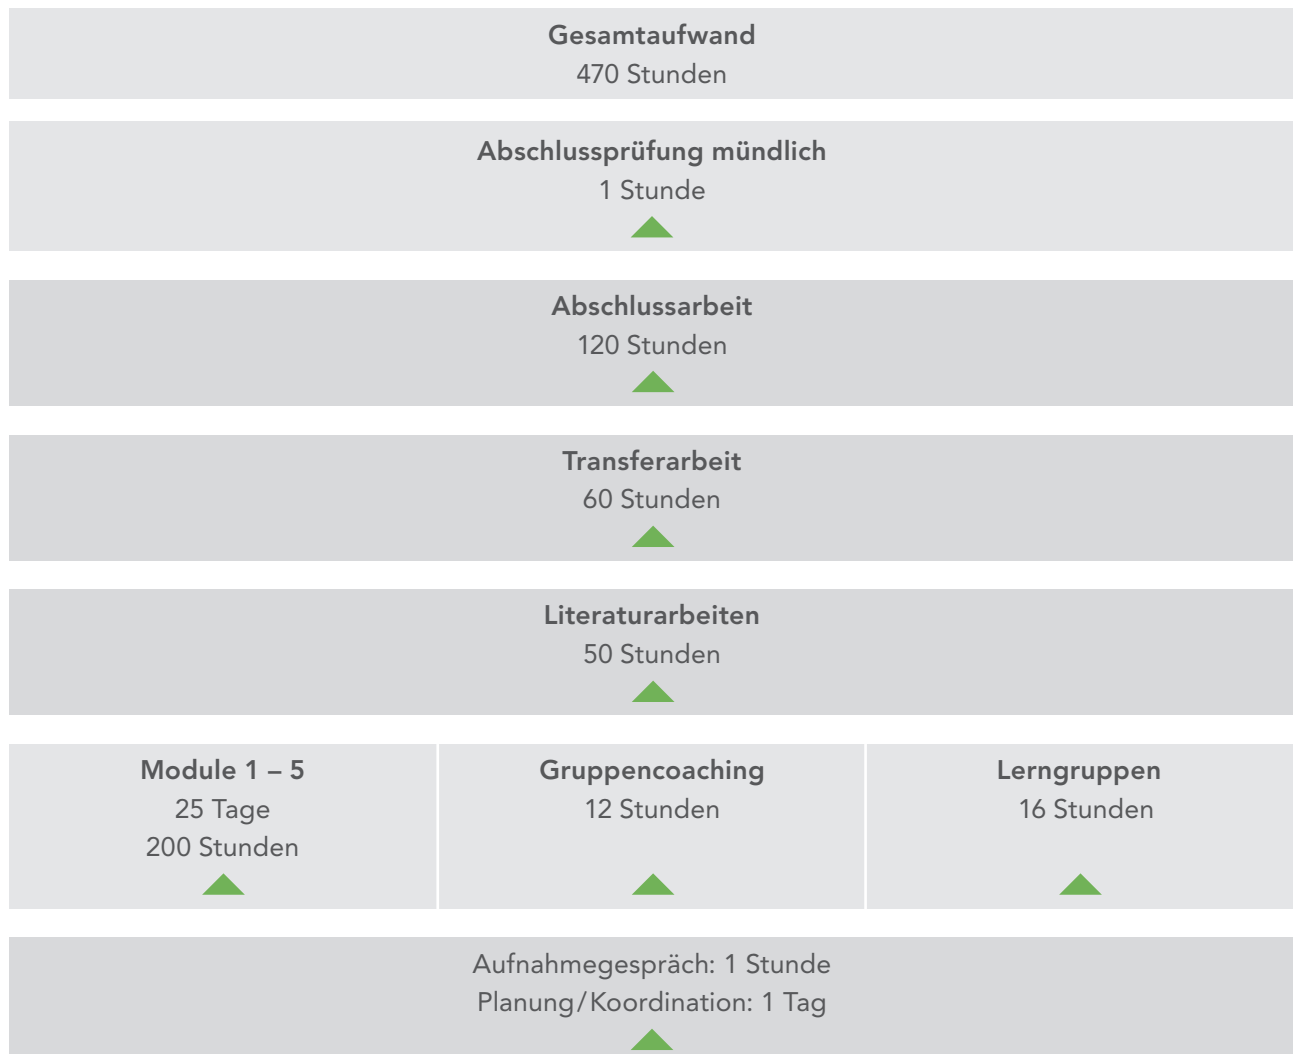 Gesamtaufwand
470 Stunden
Abschlussprüfung mündlich
1 Stunde
Abschlussarbeit
120 Stunden
Transferarbeit
60 Stunden
Literaturarbeiten
50 Stunden
Module 1 – 5
25 Tage
200 Stunden
Gruppencoaching
12 Stunden
Lerngruppen
16 Stunden
Aufnahmegespräch: 1 Stunde
Planung/Koordination: 1 Tag